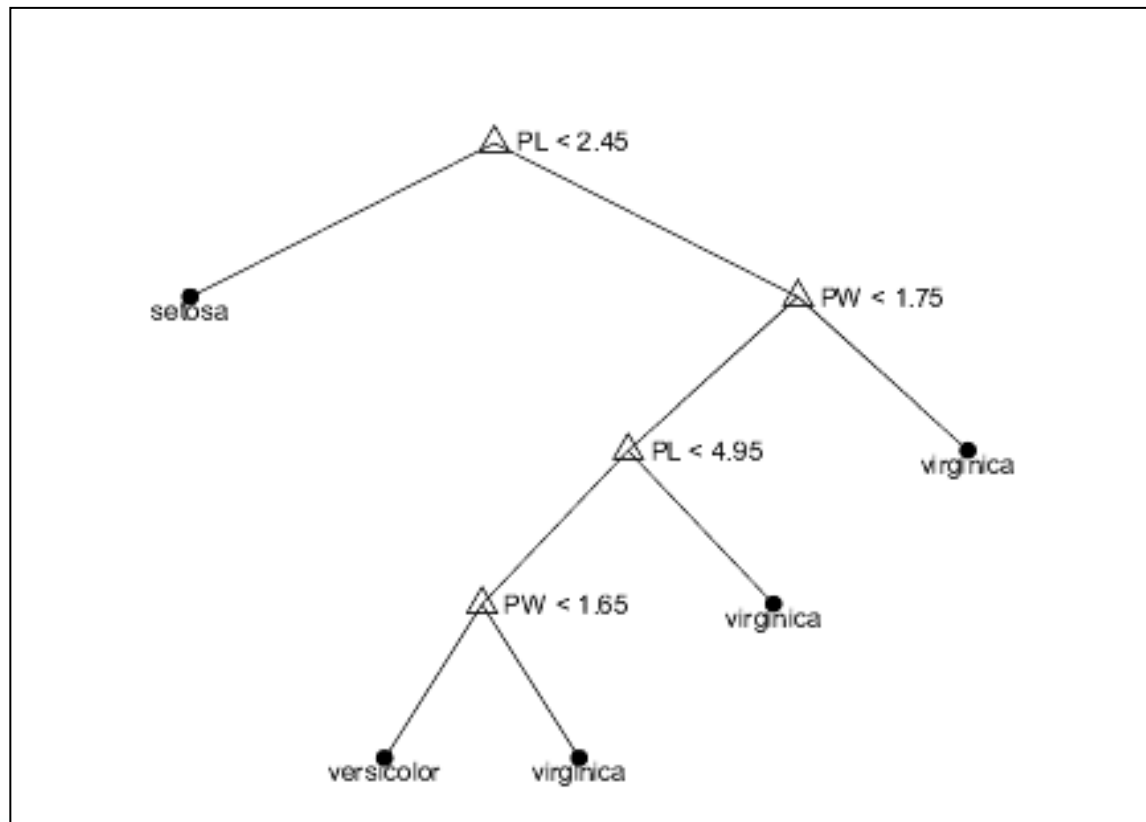 PL < 2.45
setosa
PW < 1.75
PL < 4.95
virginica
PW < 1.65
virginica
versicolor
virginica